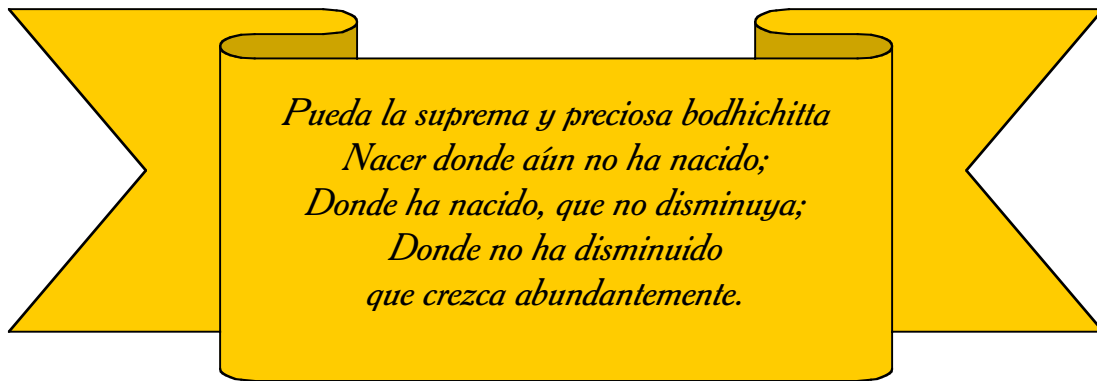 Pueda la suprema y preciosa bodhichitta
Nacer donde aún no ha nacido;
Donde ha nacido, que no disminuya;
Donde no ha disminuido
que crezca abundantemente.